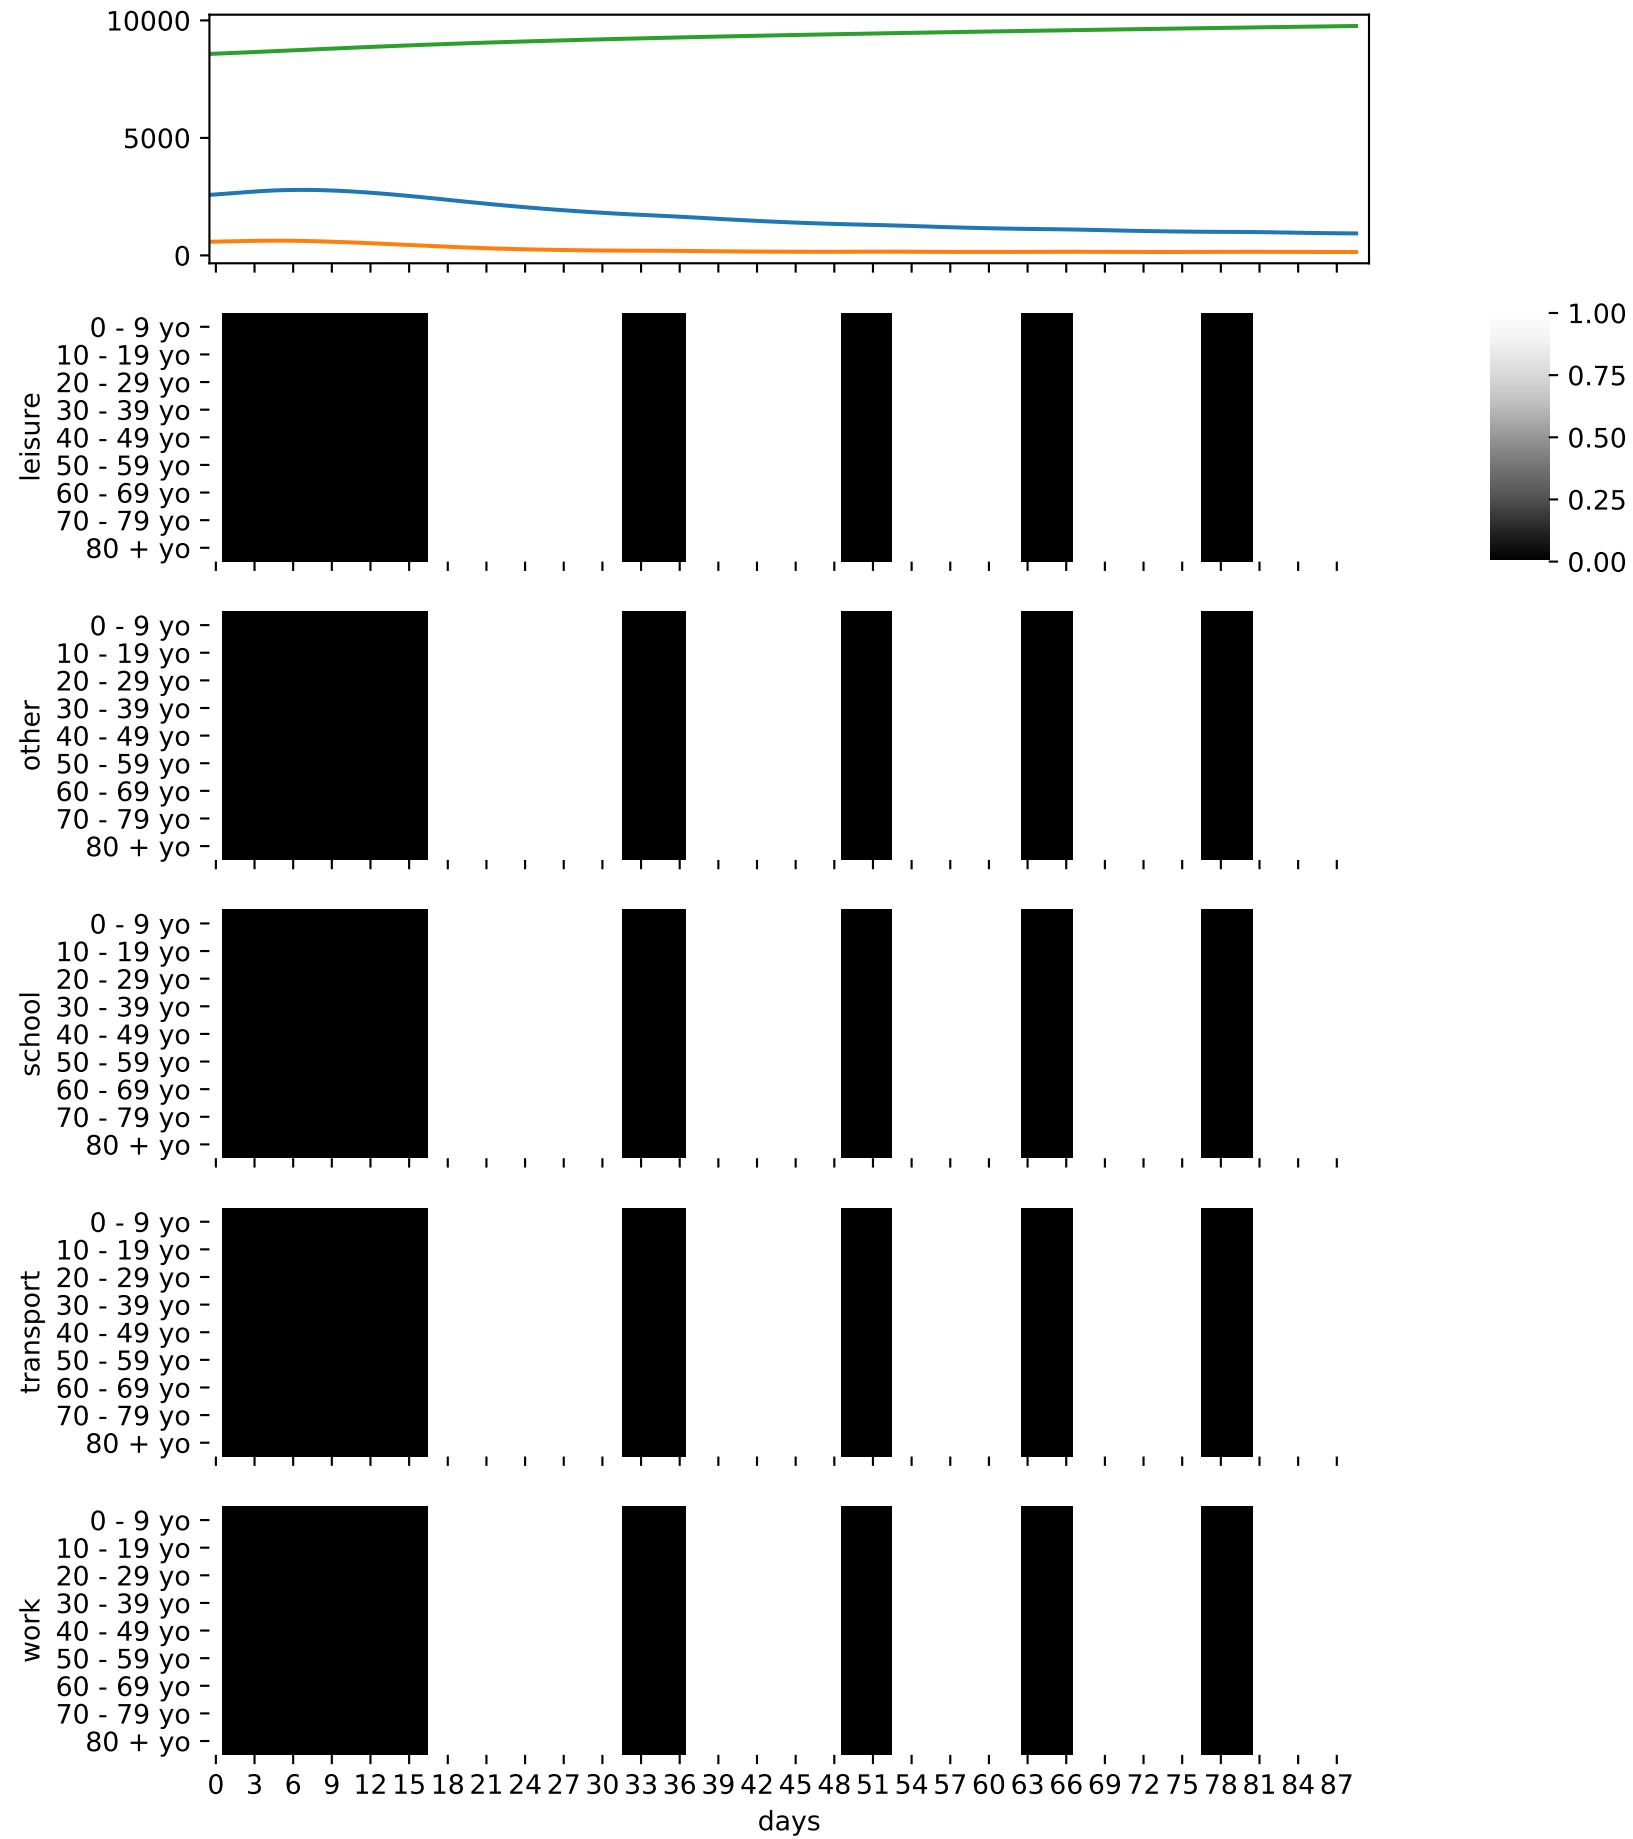 10000
5000
0
leisure
0 - 9 yo
10 - 19 yo
20 - 29 yo
30 - 39 yo
40 - 49 yo
50 - 59 yo
60 - 69 yo
70 - 79 yo
80 + yo
1.00
0.75
0.50
0.25
0.00
other
0 - 9 yo
10 - 19 yo
20 - 29 yo
30 - 39 yo
40 - 49 yo
50 - 59 yo
60 - 69 yo
70 - 79 yo
80 + yo
school
0 - 9 yo
10 - 19 yo
20 - 29 yo
30 - 39 yo
40 - 49 yo
50 - 59 yo
60 - 69 yo
70 - 79 yo
80 + yo
transport
0 - 9 yo
10 - 19 yo
20 - 29 yo
30 - 39 yo
40 - 49 yo
50 - 59 yo
60 - 69 yo
70 - 79 yo
80 + yo
work
0 - 9 yo
10 - 19 yo
20 - 29 yo
30 - 39 yo
40 - 49 yo
50 - 59 yo
60 - 69 yo
70 - 79 yo
80 + yo
0 3 6 9 12 15 18 21 24 27 30 33 36 39 42 45 48 51 54 57 60 63 66 69 72 75 78 81 84 87
days